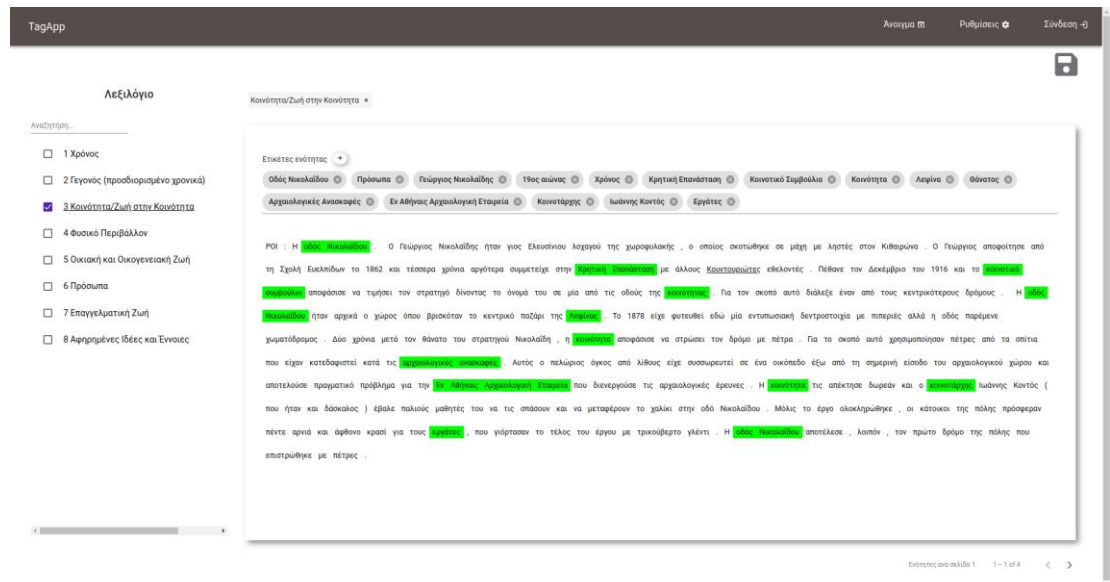 TagApp
Άνοιγμα
Ρυθμίσεις
Σύνδεση
Λεξιλόγιο
Κοινότητα/Ζωή στην Κοινότητα ×
Αναζήτηση...
1 Χρόνος
2 Γεγονός (προσδιορισμένο χρονικά)
3 Κοινότητα/Ζωή στην Κοινότητα
4 Φυσικό Περιβάλλον
5 Οικιακή και Οικογενειακή Ζωή
6 Πρόσωπα
7 Επαγγελματική Ζωή
8 Αφηρημένες Ιδέες και Έννοιες
Ετικέτες ενότητας +
Οδός Νικολαΐδου Πρόσωπα Γεώργιος Νικολαΐδης 19ος αιώνας Χρόνος Κρητική Επανάσταση Κοινοτικό Συμβούλιο Κοινότητα Λεψίνα Θάνατος
Αρχαιολογικές Ανασκαφές Εν Αθήναις Αρχαιολογική Εταιρεία Κοινοτάρχης Ιωάννης Κοντός Εργάτες
POI : Η οδός Νικολαΐδου . Ο Γεώργιος Νικολαΐδης ήταν γιος Ελευσίνιου λοχαγού της χωροφυλακής , ο οποίος σκοτώθηκε σε μάχη με ληστές στον Κιθαιρώνα . Ο Γεώργιος αποφοίτησε από
τη Σχολή Ευελπίδων το 1862 και τέσσερα χρόνια αργότερα συμμετείχε στην Κρητική Επανάσταση με άλλους Κουντουριώτες εθελοντές . Πέθανε τον Δεκέμβριο του 1916 και το κοινοτικό
συμβούλιο αποφάσισε να τιμήσει τον στρατηγό δίνοντας το όνομά του σε μία από τις οδούς της κοινότητας . Για τον σκοπό αυτό διάλεξε έναν από τους κεντρικότερους δρόμους . Η οδός
Νικολαΐδου ήταν αρχικά ο χώρος όπου βρισκόταν το κεντρικό παζάρι της Λεψίνας . Το 1878 είχε φυτευθεί εδώ μία εντυπωσιακή δεντροστοιχία με πιπεριές αλλά η οδός παρέμενε
χωματόδρομος . Δύο χρόνια μετά τον θάνατο του στρατηγού Νικολαΐδη , η κοινότητα αποφάσισε να στρώσει τον δρόμο με πέτρα . Για το σκοπό αυτό χρησιμοποίησαν πέτρες από τα σπίτια
που είχαν κατεδαφιστεί κατά τις αρχαιολογικές ανασκαφές . Αυτός ο πελώριος όγκος από λίθους είχε συσσωρευτεί σε ένα οικόπεδο έξω από τη σημερινή είσοδο του αρχαιολογικού χώρου και
αποτελούσε πραγματικό πρόβλημα για την Εν Αθήναις Αρχαιολογική Εταιρεία που διενεργούσε τις αρχαιολογικές έρευνες . Η κοινότητα τις απέκτησε δωρεάν και ο κοινοτάρχης Ιωάννης Κοντός (
που ήταν και δάσκαλος ) έβαλε παλιούς μαθητές του να τις σπάσουν και να μεταφέρουν το χαλίκι στην οδό Νικολαΐδου . Μόλις το έργο ολοκληρώθηκε , οι κάτοικοι της πόλης πρόσφεραν
πέντε αρνιά και άφθονο κρασί για τους εργάτες , που γιόρτασαν το τέλος του έργου με τρικούβερτο γλέντι . Η οδός Νικολαΐδου αποτέλεσε , λοιπόν , τον πρώτο δρόμο της πόλης που
επιστρώθηκε με πέτρες .
Ενότητες ανά σελίδα 1 1 – 1 of 4